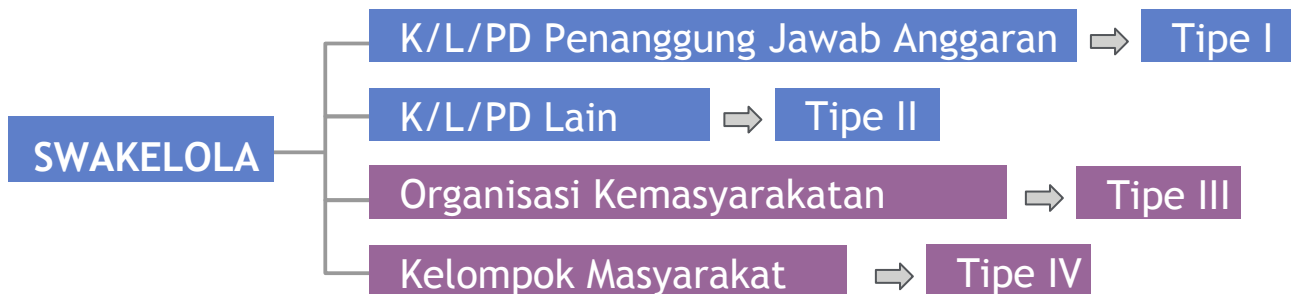 SWAKELOLA
K/L/PD Penanggung Jawab Anggaran
Tipe I
K/L/PD Lain
Tipe II
Organisasi Kemasyarakatan
Tipe III
Kelompok Masyarakat
Tipe IV